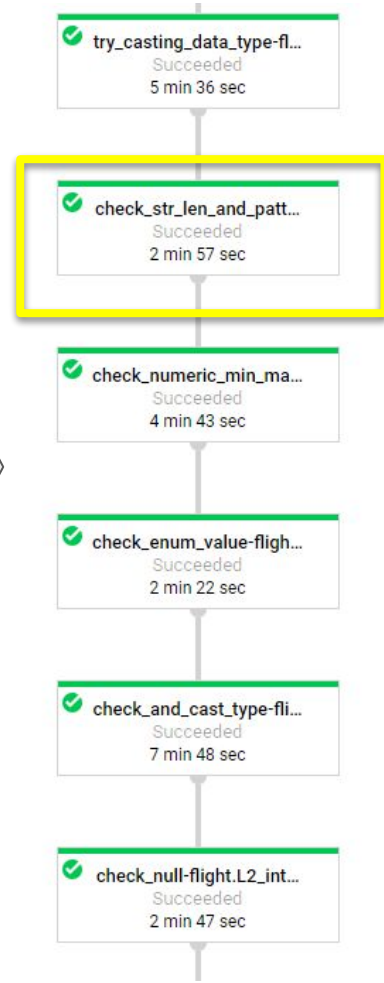 try_casting_data_type-fl...
Succeeded
5 min 36 sec
check_str_len_and_patt...
Succeeded
2 min 57 sec
check_numeric_min_ma...
Succeeded
4 min 43 sec
check_enum_value-fligh...
Succeeded
2 min 22 sec
check_and_cast_type-fli...
Succeeded
7 min 48 sec
check_null-flight.L2_int...
Succeeded
2 min 47 sec